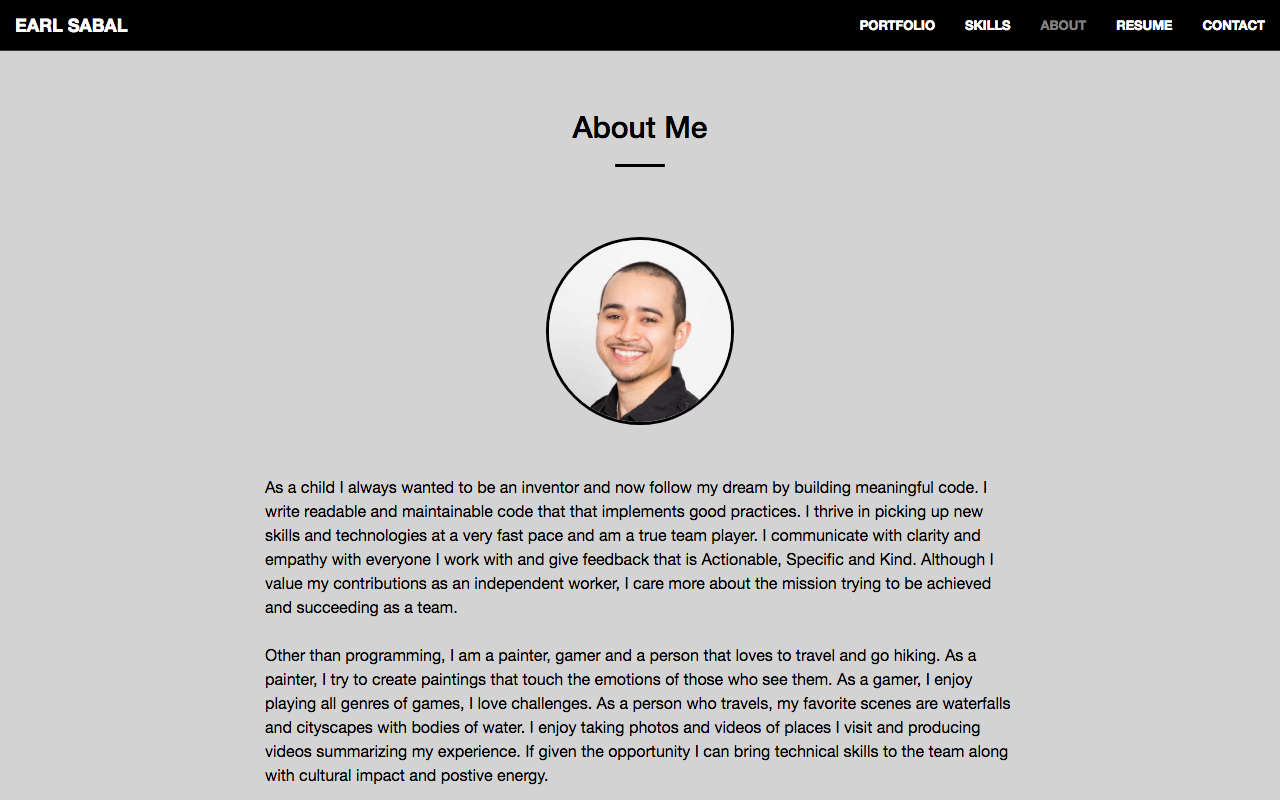 EARL SABAL
PORTFOLIO SKILLS ABOUT RESUME CONTACT
About Me
As a child I always wanted to be an inventor and now follow my dream by building meaningful code. I
write readable and maintainable code that that implements good practices. I thrive in picking up new
skills and technologies at a very fast pace and am a true team player. I communicate with clarity and
empathy with everyone I work with and give feedback that is Actionable, Specific and Kind. Although I
value my contributions as an independent worker, I care more about the mission trying to be achieved
and succeeding as a team.
Other than programming, I am a painter, gamer and a person that loves to travel and go hiking. As a
painter, I try to create paintings that touch the emotions of those who see them. As a gamer, I enjoy
playing all genres of games, I love challenges. As a person who travels, my favorite scenes are waterfalls
and cityscapes with bodies of water. I enjoy taking photos and videos of places I visit and producing
videos summarizing my experience. If given the opportunity I can bring technical skills to the team along
with cultural impact and postive energy.